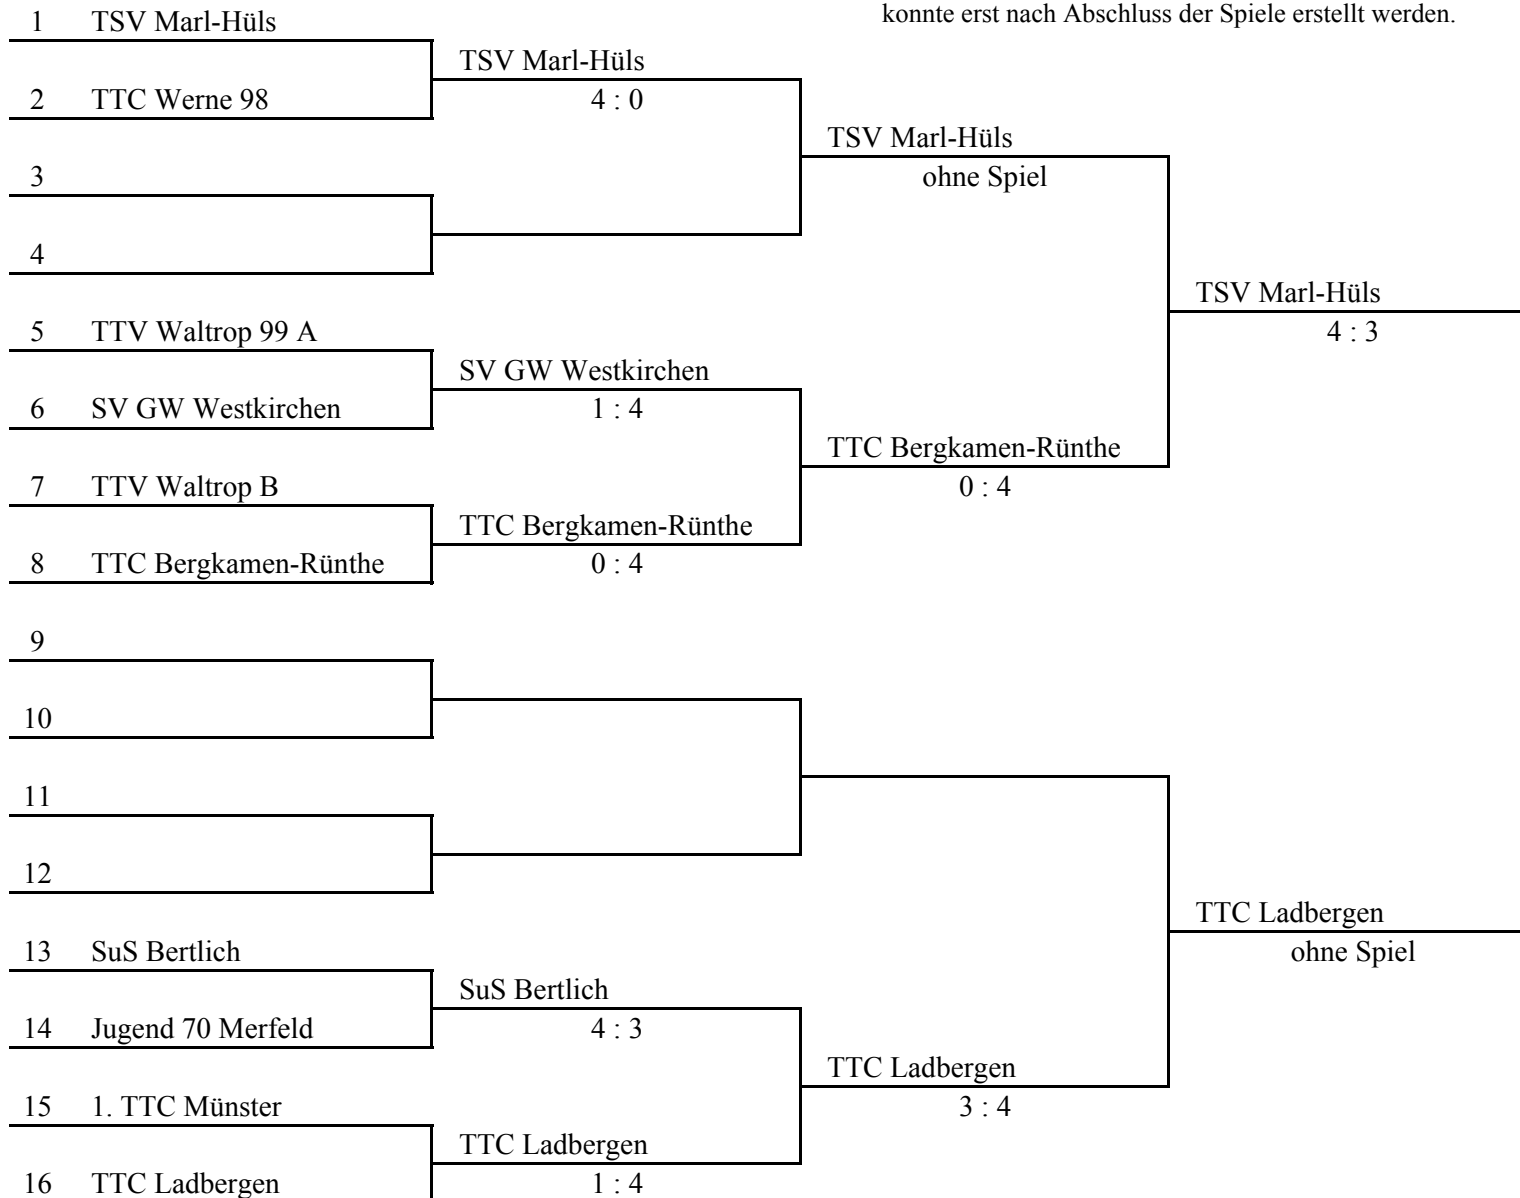 konnte erst nach Abschluss der Spiele erstellt werden.
1 TSV Marl-Hüls
TSV Marl-Hüls
2 TTC Werne 98
4 : 0
TSV Marl-Hüls
3
ohne Spiel
4
TSV Marl-Hüls
5 TTV Waltrop 99 A
4 : 3
SV GW Westkirchen
6 SV GW Westkirchen
1 : 4
TTC Bergkamen-Rünthe
7 TTV Waltrop B
0 : 4
TTC Bergkamen-Rünthe
8 TTC Bergkamen-Rünthe
0 : 4
9
10
11
12
TTC Ladbergen
13 SuS Bertlich
ohne Spiel
SuS Bertlich
14 Jugend 70 Merfeld
4 : 3
TTC Ladbergen
15 1. TTC Münster
3 : 4
TTC Ladbergen
16 TTC Ladbergen
1 : 4